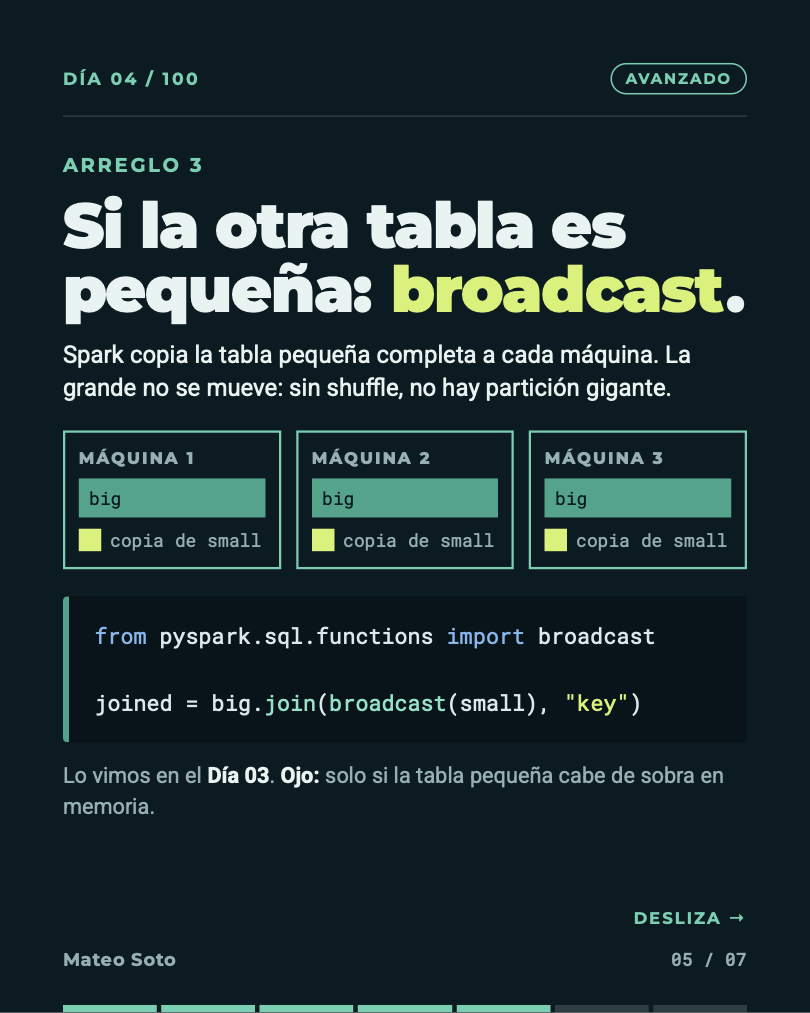 DÍA 04 / 100
AVANZADO
ARREGLO 3
Si la otra tabla es
pequeña: broadcast.
Spark copia la tabla pequeña completa a cada máquina. La
grande no se mueve: sin shuffle, no hay partición gigante.
MÁQUINA 1
big
copia de small
MÁQUINA 2
big
copia de small
MÁQUINA 3
big
copia de small
from pyspark.sql.functions import broadcast
joined = big.join(broadcast(small), "key")
Lo vimos en el Día 03. Ojo: solo si la tabla pequeña cabe de sobra en
memoria.
DESLIZA →
Mateo Soto
05 / 07